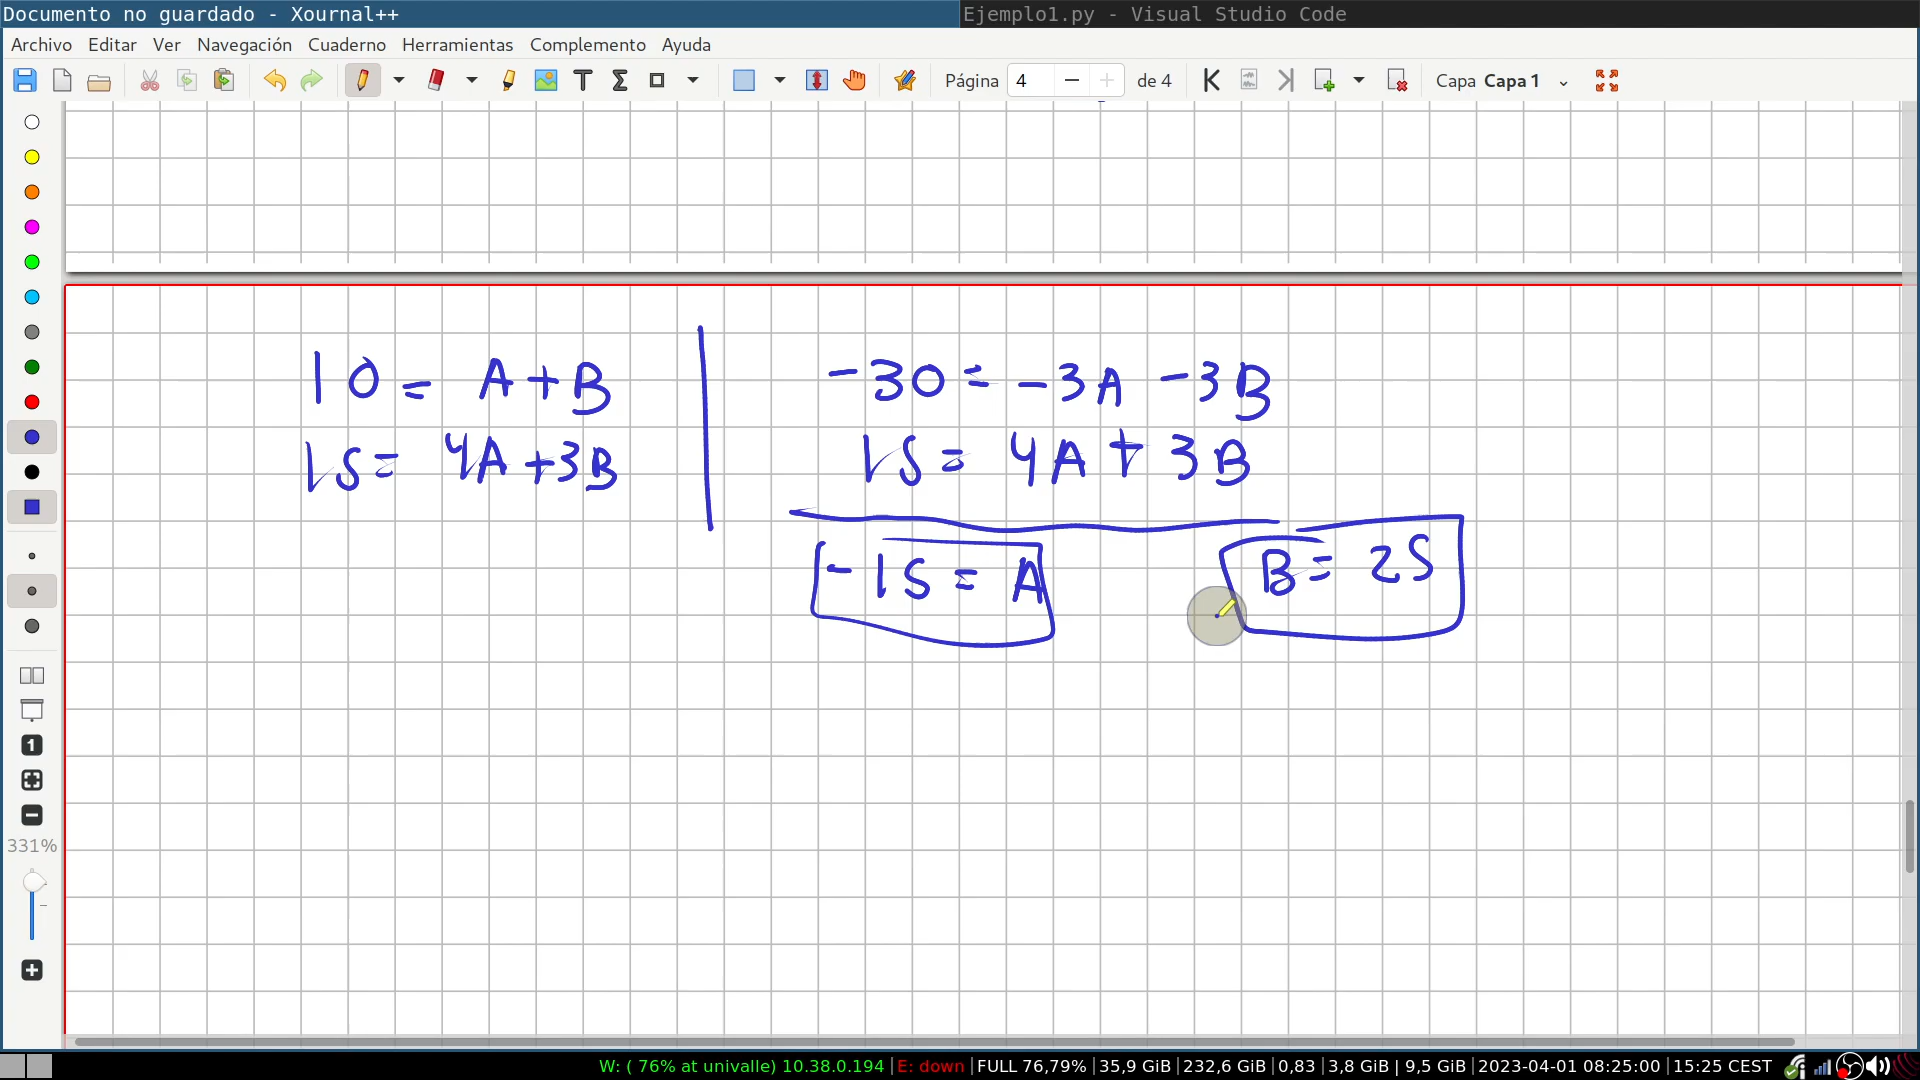 Documento no guardado - Xournal++
Ejemplo1.py - Visual Studio Code
Archivo Editar Ver Navegación Cuaderno Herramientas Complemento Ayuda
Página 4 de 4 Capa Capa 1
10 = A+B
15 = 4A+3B
-30 = -3A -3B
15 = 4A + 3B
-15 = A
B = 25
331%
W: ( 76% at univalle) 10.38.0.194 | E: down | FULL 76,79% | 35,9 GiB | 232,6 GiB | 0,83 | 3,8 GiB | 9,5 GiB | 2023-04-01 08:25:00 | 15:25 CEST